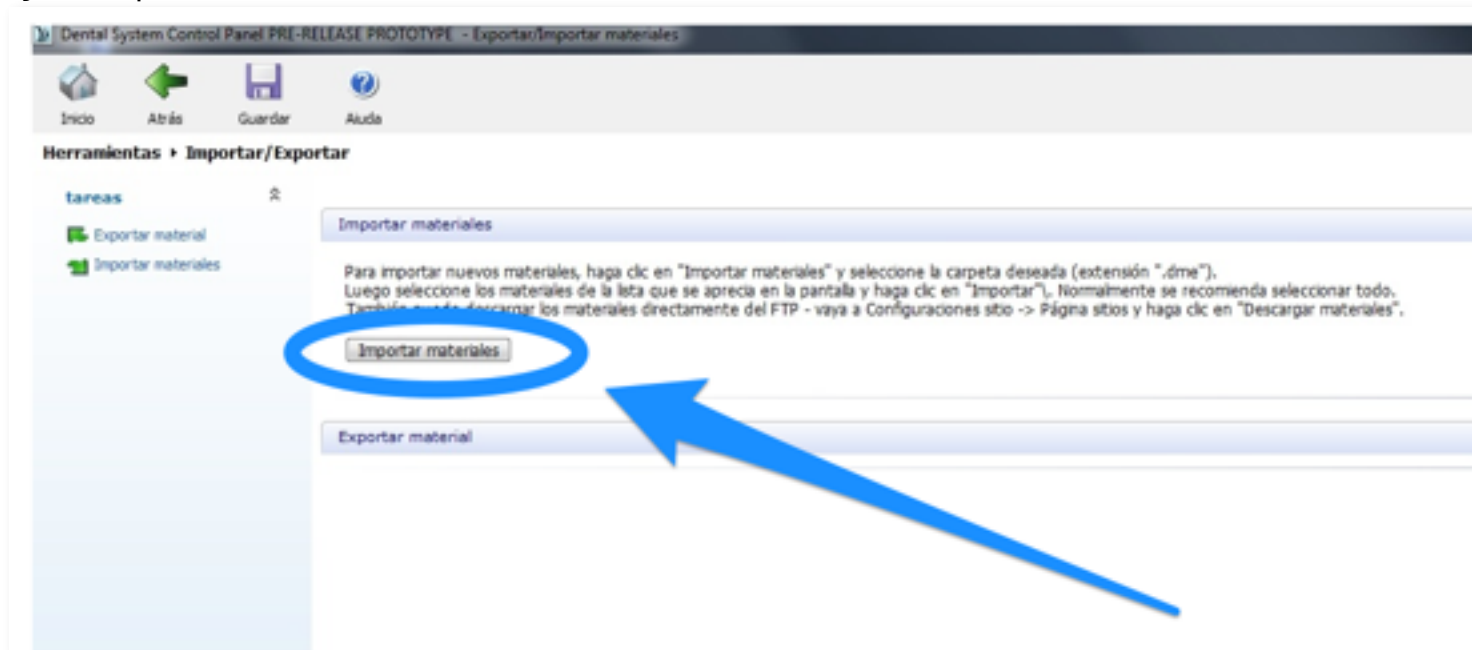 Dental System Control Panel PRE-RELEASE PROTOTYPE - Exportar/Importar materiales
Inicio Atrás Guardar Aiuda
Herramientas Importar/Exportar
tareas
Exportar material
Importar materiales
Importar materiales
Para importar nuevos materiales, haga clic en "Importar materiales" y seleccione la carpeta deseada (extensión ".dme").
Luego seleccione los materiales de la lista que se aprecia en la pantalla y haga clic en "Importar"\. Normalmente se recomienda seleccionar todo.
También puede descargar los materiales directamente del FTP - vaya a Configuraciones sitio -> Página sitios y haga clic en "Descargar materiales".
Importar materiales
Exportar material